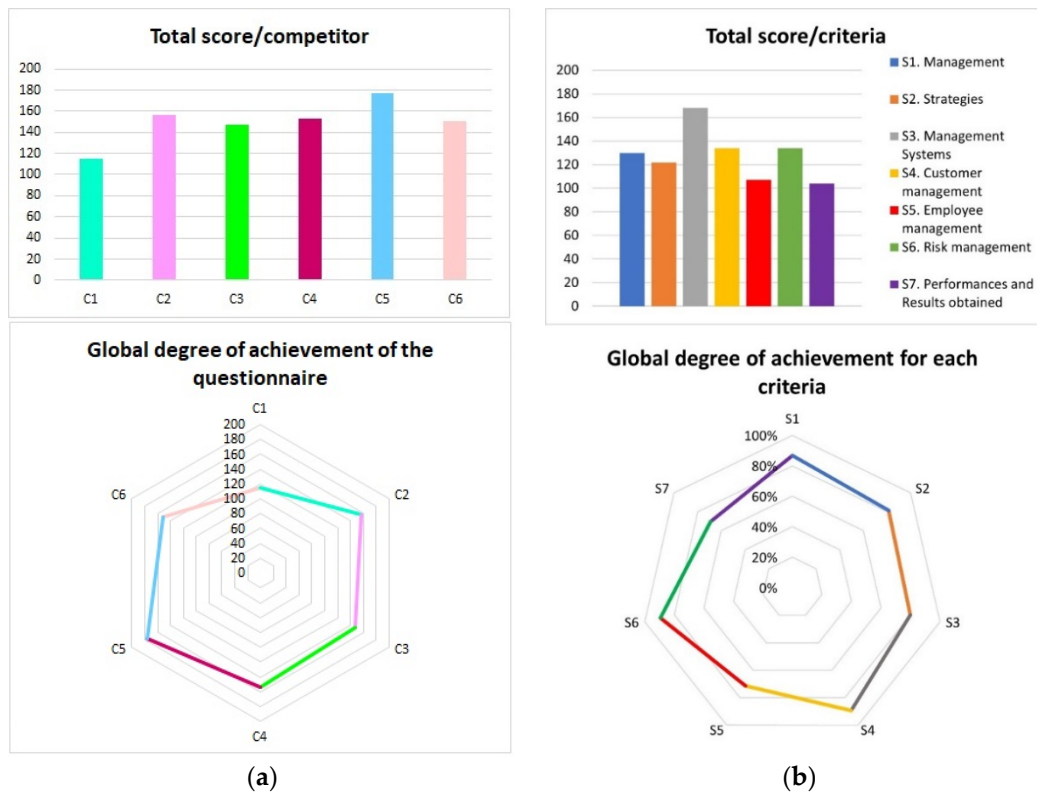 Total score/competitor
200
180
160
140
120
100
80
60
40
20
0
C1 C2 C3 C4 C5 C6
Global degree of achievement of the
questionnaire
C1
200
180
160
140
120
100
80
60
40
20
0
C2
C3
C4
C5
C6
(a)
Total score/criteria
200
180
160
140
120
100
80
60
40
20
0
S1. Management
S2. Strategies
S3. Management
Systems
S4. Customer
management
S5. Employee
management
S6. Risk management
S7. Performances and
Results obtained
Global degree of achievement for each
criteria
S1
100%
80%
60%
40%
20%
0%
S2
S3
S4
S5
S6
S7
(b)